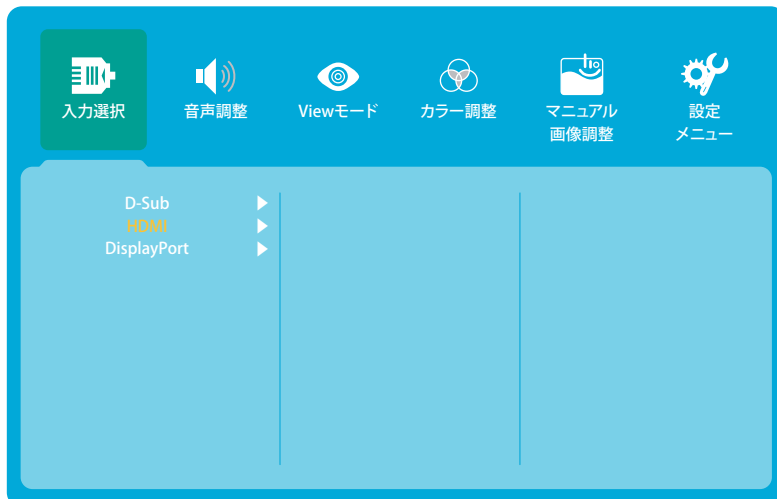 入力選択
音声調整
Viewモード
カラー調整
マニュアル
画像調整
設定
メニュー
D-Sub
HDMI
DisplayPort